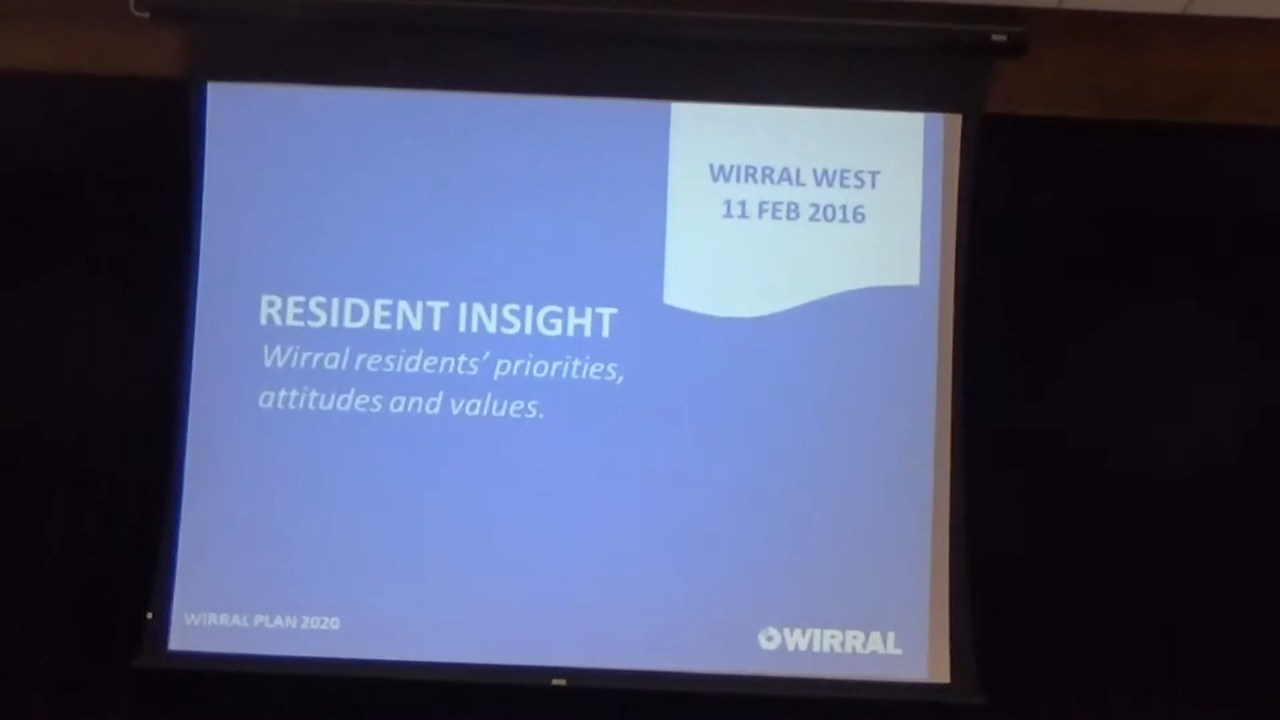 WIRRAL WEST
11 FEB 2016
RESIDENT INSIGHT
Wirral residents' priorities,
attitudes and values.
WIRRAL PLAN 2020
WIRRAL